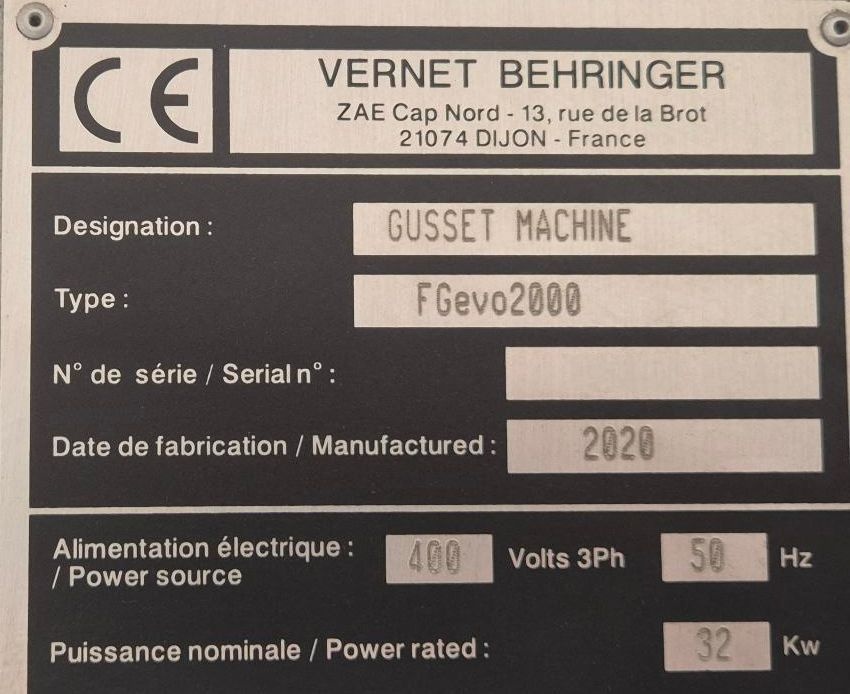 CE
VERNET BEHRINGER
ZAE Cap Nord - 13, rue de la Brot
21074 DIJON - France
Designation : GUSSET MACHINE
Type : FGevo2000
N° de série / Serial n° :
Date de fabrication / Manufactured : 2020
Alimentation électrique : 400 Volts 3Ph 50 Hz
/ Power source
Puissance nominale / Power rated : 32 Kw